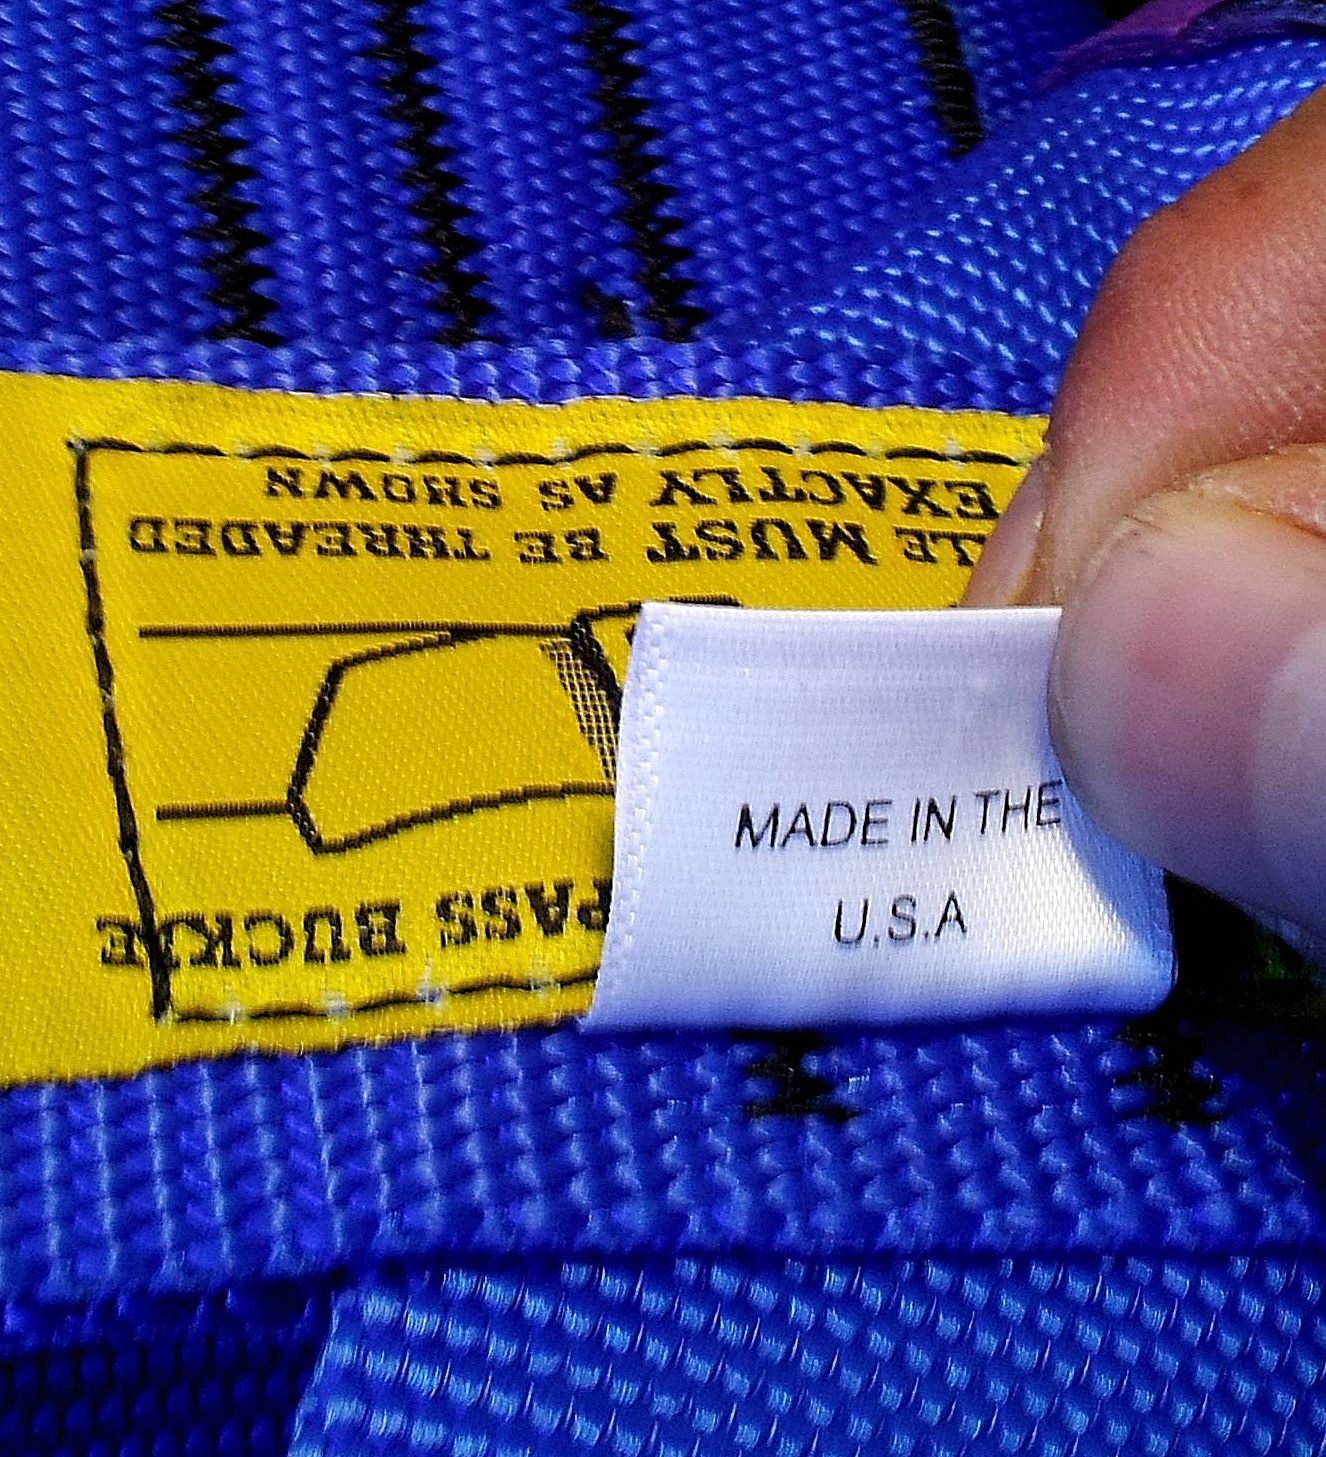 PASS BUCKLE
LE MUST BE THREADED
EXACTLY AS SHOWN
MADE IN THE
U.S.A